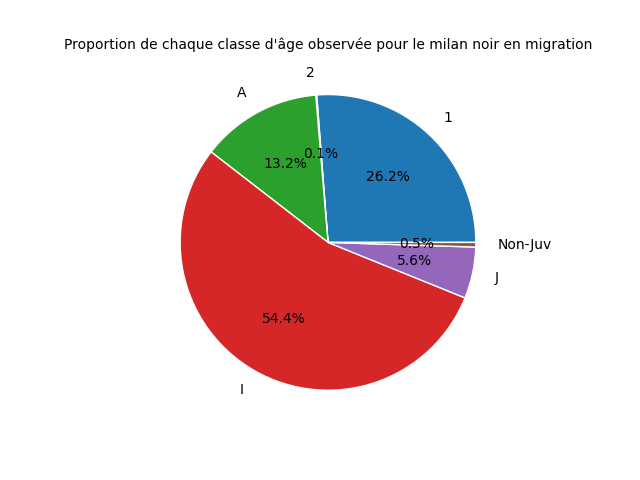 Proportion de chaque classe d'âge observée pour le milan noir en migration
2
A
1
0.1%
13.2%
26.2%
0.5%
Non-Juv
5.6%
J
54.4%
I